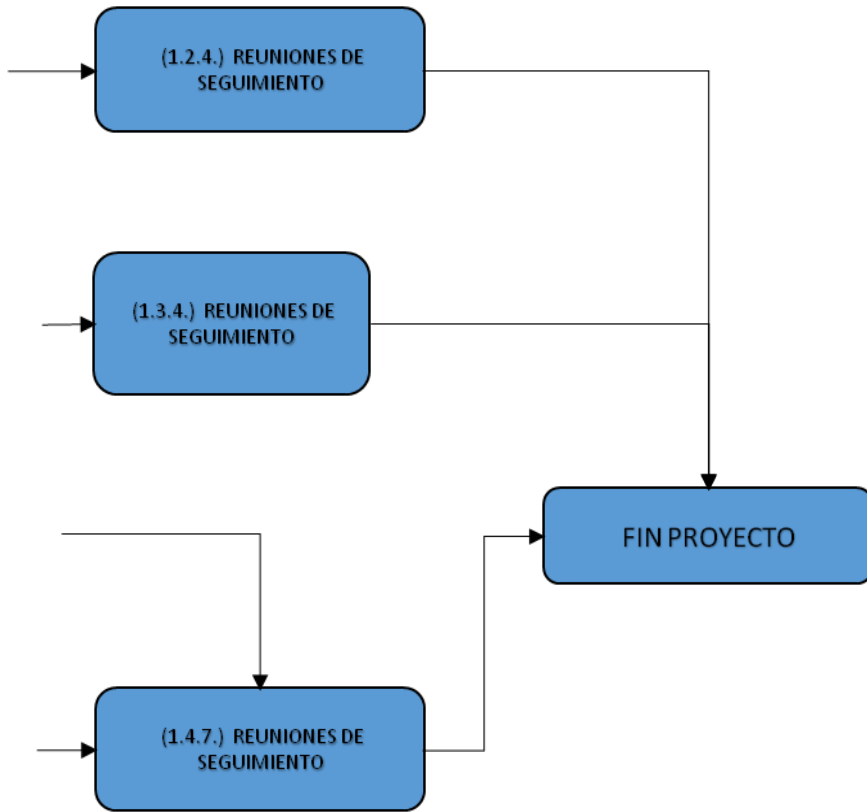 (1.2.4.) REUNIONES DE
SEGUIMIENTO
(1.3.4.) REUNIONES DE
SEGUIMIENTO
FIN PROYECTO
(1.4.7.) REUNIONES DE
SEGUIMIENTO